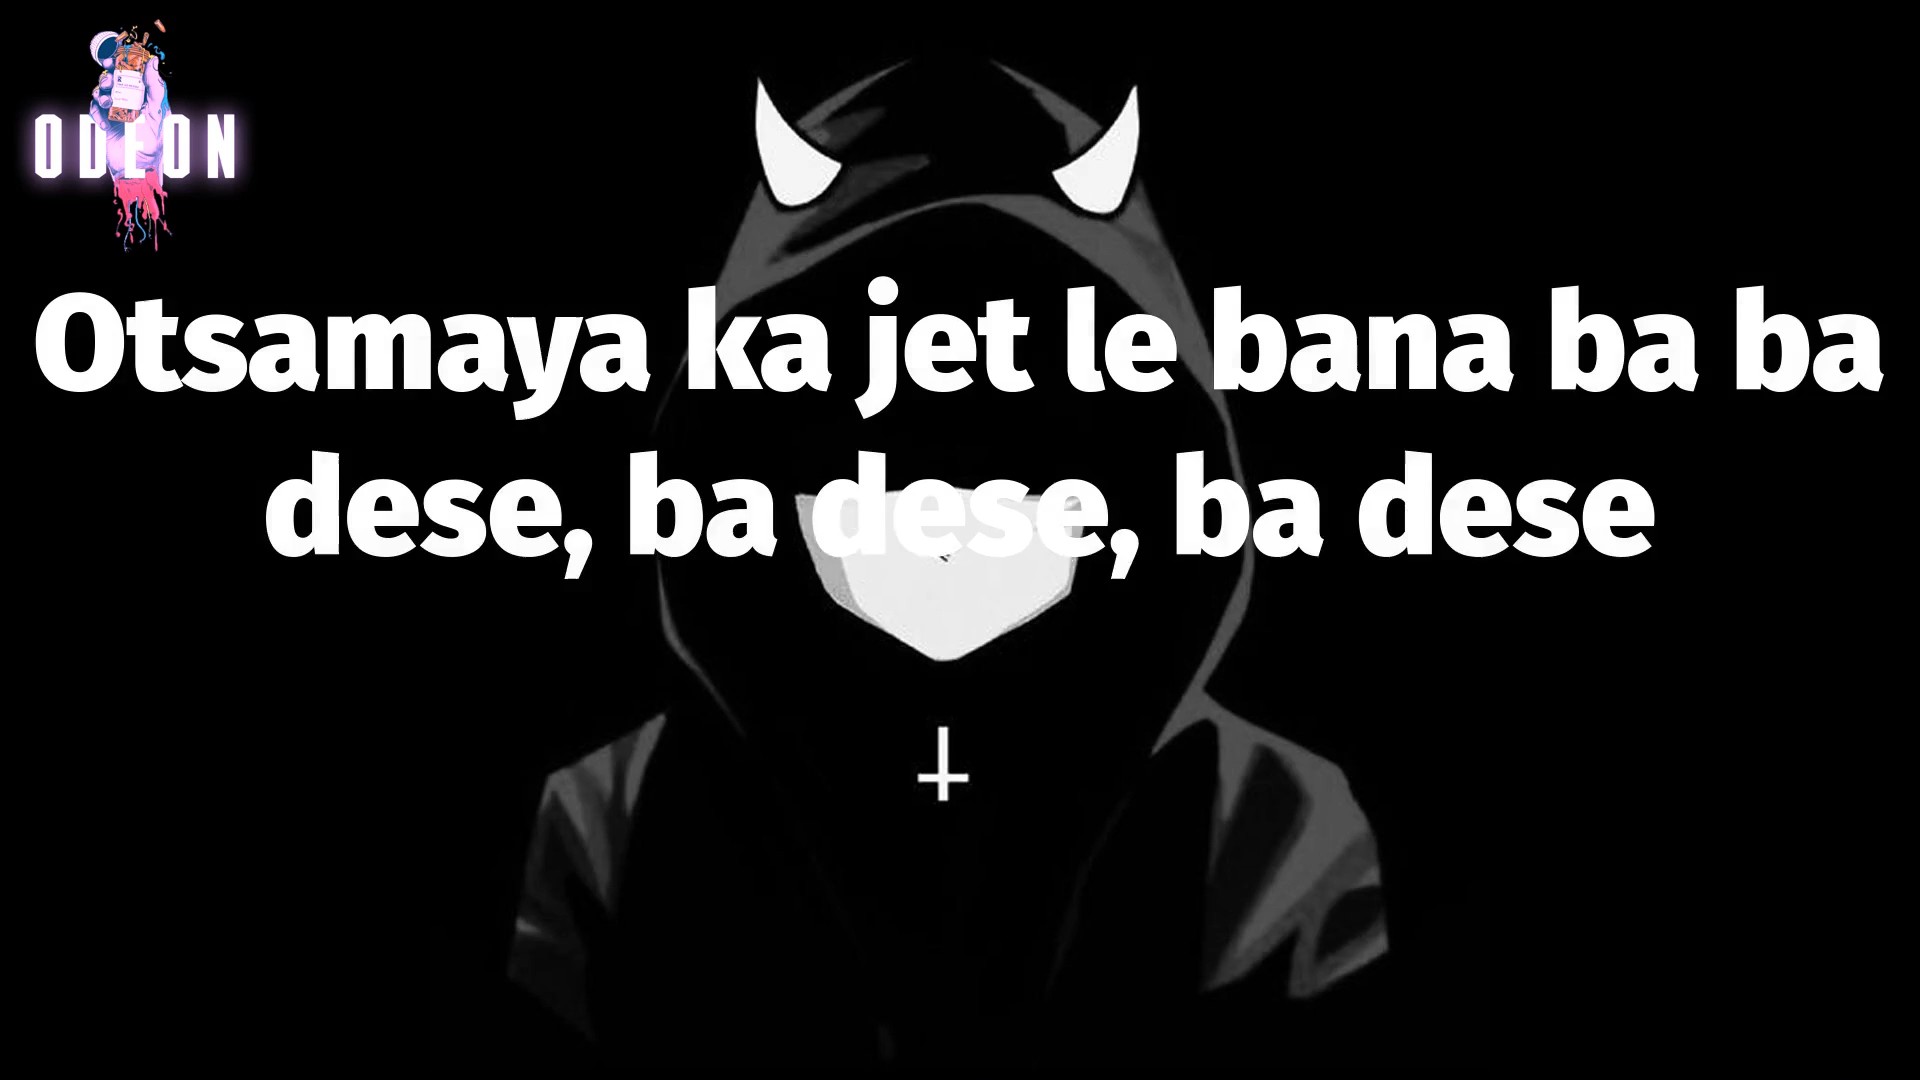 ODEON
Otsamaya ka jet le bana ba ba
dese, ba dese, ba dese